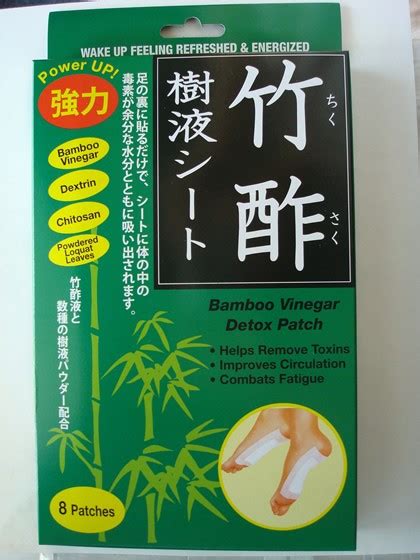 WAKE UP FEELING REFRESHED & ENERGIZED
Power UP!
強力
Bamboo
Vinegar
Dextrin
Chitosan
Powdered
Loquat
Leaves
竹酢
ちく
さく
樹液シート
足の裏に貼るだけで、シートに体の中の
毒素が余分な水分とともに吸い出されます。
竹酢液と
数種の樹液パウダー配合
Bamboo Vinegar
Detox Patch
• Helps Remove Toxins
• Improves Circulation
• Combats Fatigue
8 Patches